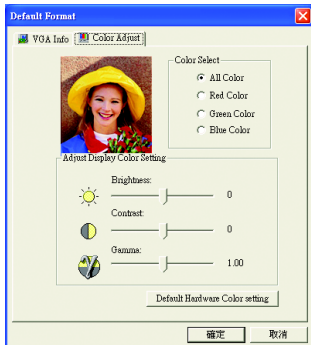 Default Format
VGA Info
Color Adjust
Color Select
All Color
Red Color
Green Color
Blue Color
Adjust Display Color Setting
Brightness:
0
Contrast:
0
Gamma:
1.00
Default Hardware Color setting
確定
取消